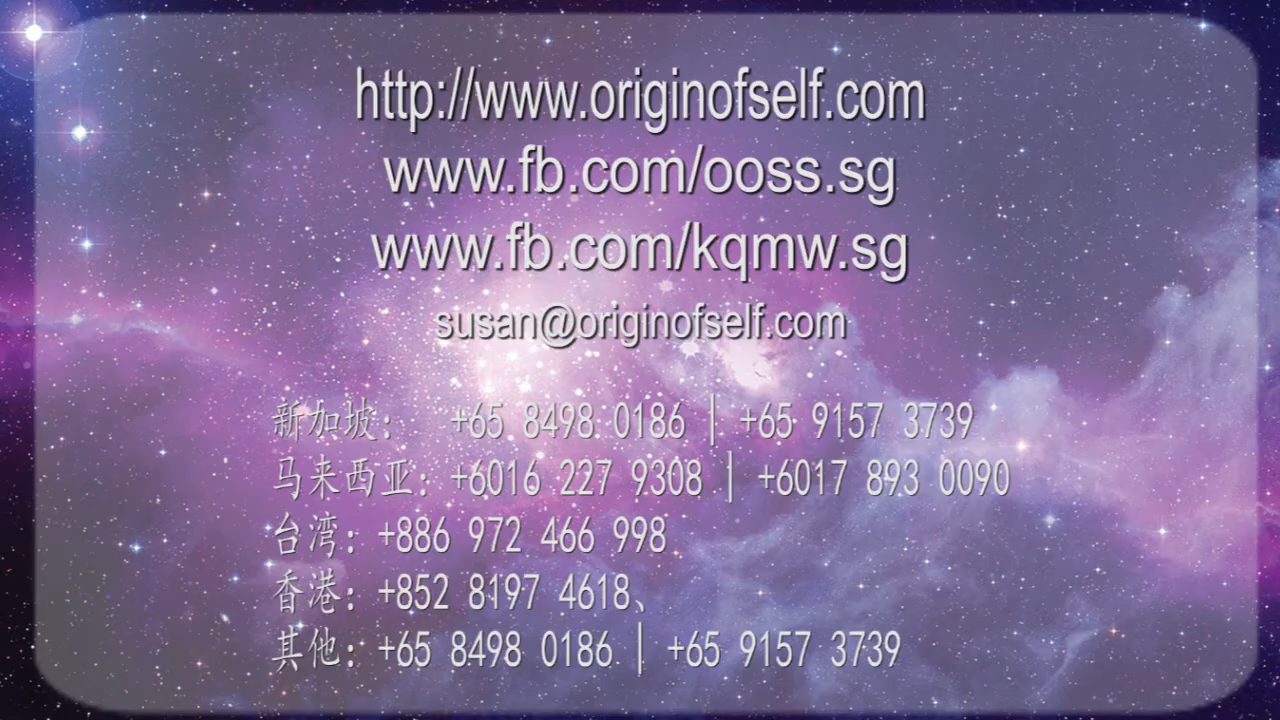 http://www.originofself.com
www.fb.com/ooss.sg
www.fb.com/kqmw.sg
susan@originofself.com
新加坡: +65 8498 0186 | +65 9157 3739
马来西亚: +6016 227 9308 | +6017 893 0090
台湾: +886 972 466 998
香港: +852 8197 4618、
其他: +65 8498 0186 | +65 9157 3739